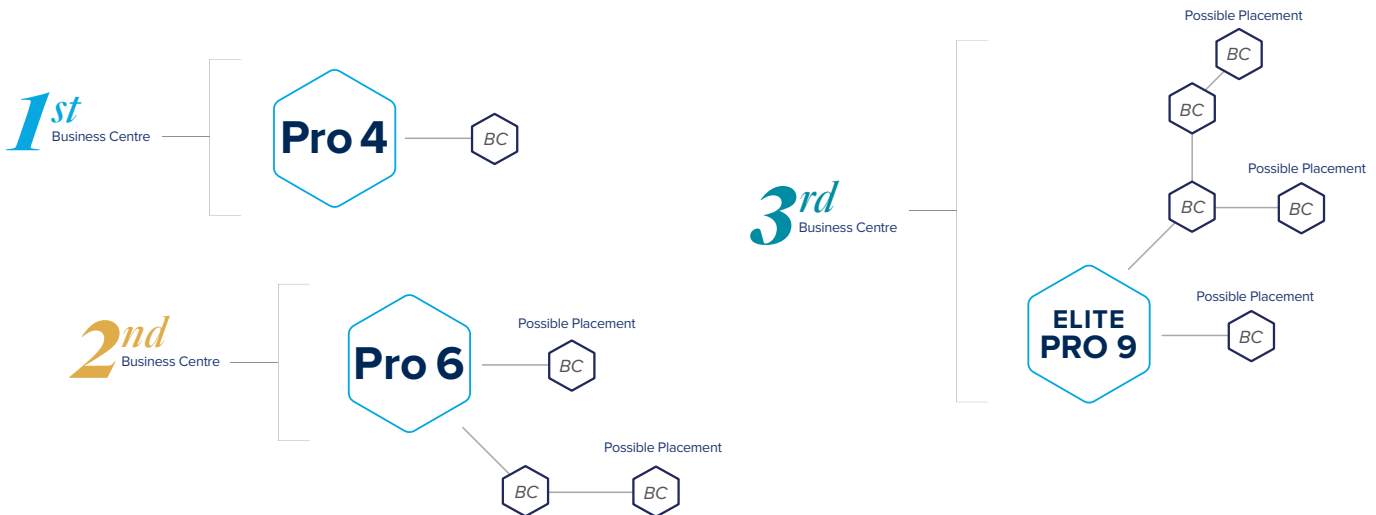 1st
Business Centre
Pro 4
BC
2nd
Business Centre
Pro 6
Possible Placement
BC
BC
Possible Placement
BC
3rd
Business Centre
Possible Placement
BC
BC
BC
Possible Placement
BC
ELITE
PRO 9
Possible Placement
BC